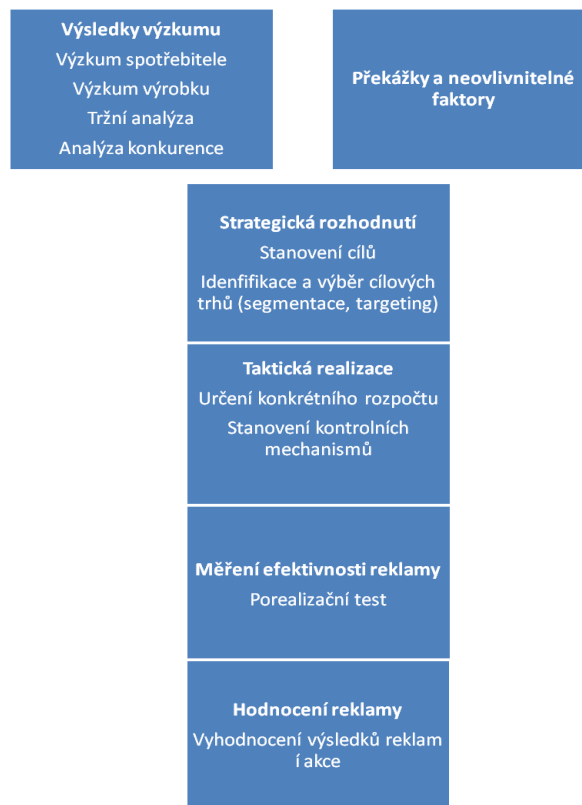 Výsledky výzkumu
Výzkum spotřebitele
Výzkum výrobku
Tržní analýza
Analýza konkurence
Překážky a neovlivnitelné
faktory
Strategická rozhodnutí
Stanovení cílů
Idenfifikace a výběr cílových
trhů (segmentace, targeting)
Taktická realizace
Určení konkrétního rozpočtu
Stanovení kontrolních
mechanismů
Měření efektivnosti reklamy
Porealizační test
Hodnocení reklamy
Vyhodnocení výsledků reklam
í akce